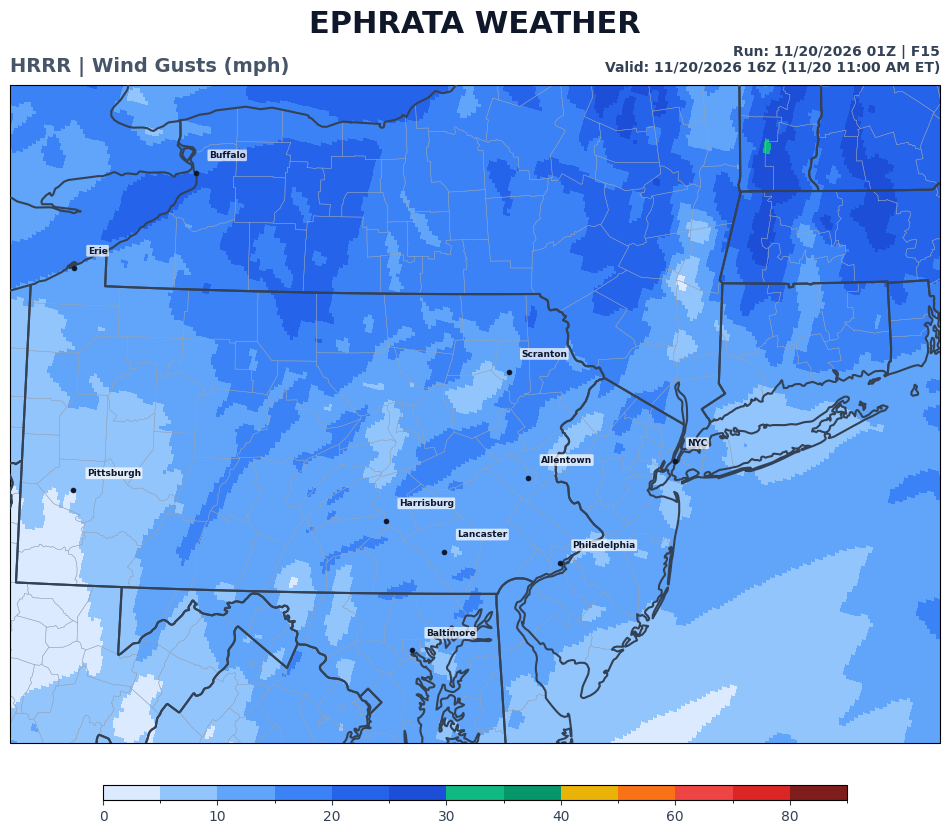 EPHRATA WEATHER
HRRR | Wind Gusts (mph)
Run: 11/20/2026 01Z | F15
Valid: 11/20/2026 16Z (11/20 11:00 AM ET)
Buffalo
Erie
Scranton
NYC
Allentown
Pittsburgh
Harrisburg
Lancaster
Philadelphia
Baltimore
0 10 20 30 40 50 60 70 80